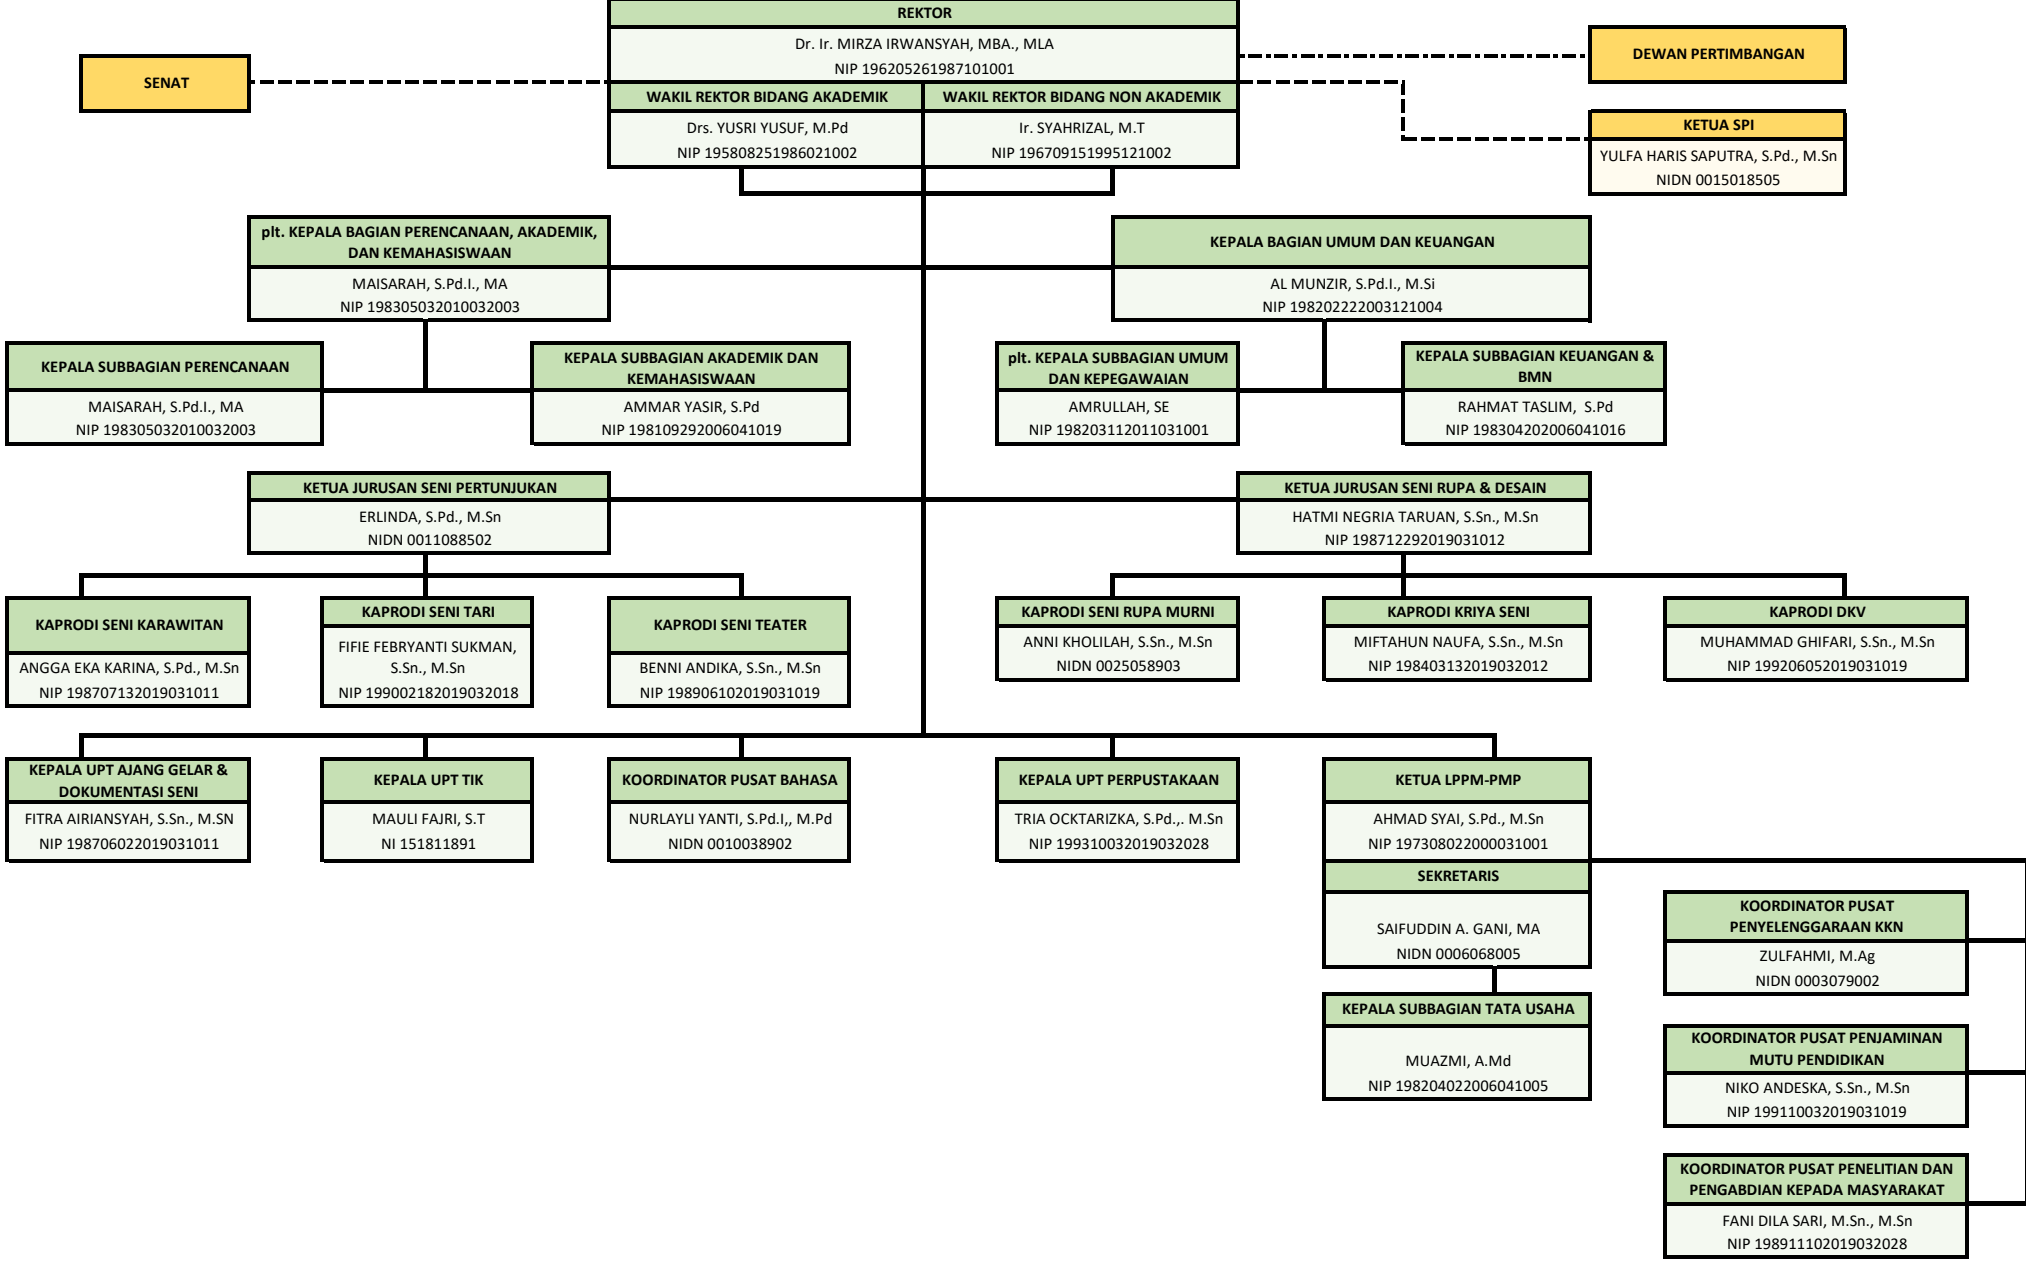 REKTOR
Dr. Ir. MIRZA IRWANSYAH, MBA., MLA
NIP 196205261987101001
SENAT
DEWAN PERTIMBANGAN
WAKIL REKTOR BIDANG AKADEMIK
Drs. YUSRI YUSUF, M.Pd
NIP 195808251986021002
WAKIL REKTOR BIDANG NON AKADEMIK
Ir. SYAHRIZAL, M.T
NIP 196709151995121002
KETUA SPI
YULFA HARIS SAPUTRA, S.Pd., M.Sn
NIDN 0015018505
plt. KEPALA BAGIAN PERENCANAAN, AKADEMIK,
DAN KEMAHASISWAAN
MAISARAH, S.Pd.I., MA
NIP 198305032010032003
KEPALA BAGIAN UMUM DAN KEUANGAN
AL MUNZIR, S.Pd.I., M.Si
NIP 198202222003121004
KEPALA SUBBAGIAN PERENCANAAN
MAISARAH, S.Pd.I., MA
NIP 198305032010032003
KEPALA SUBBAGIAN AKADEMIK DAN
KEMAHASISWAAN
AMMAR YASIR, S.Pd
NIP 198109292006041019
plt. KEPALA SUBBAGIAN UMUM
DAN KEPEGAWAIAN
AMRULLAH, SE
NIP 198203112011031001
KEPALA SUBBAGIAN KEUANGAN &
BMN
RAHMAT TASLIM,  S.Pd
NIP 198304202006041016
KETUA JURUSAN SENI PERTUNJUKAN
ERLINDA, S.Pd., M.Sn
NIDN 0011088502
KETUA JURUSAN SENI RUPA & DESAIN
HATMI NEGRIA TARUAN, S.Sn., M.Sn
NIP 198712292019031012
KAPRODI SENI KARAWITAN
ANGGA EKA KARINA, S.Pd., M.Sn
NIP 198707132019031011
KAPRODI SENI TARI
FIFIE FEBRYANTI SUKMAN,
S.Sn., M.Sn
NIP 199002182019032018
KAPRODI SENI TEATER
BENNI ANDIKA, S.Sn., M.Sn
NIP 198906102019031019
KAPRODI SENI RUPA MURNI
ANNI KHOLILAH, S.Sn., M.Sn
NIDN 0025058903
KAPRODI KRIYA SENI
MIFTAHUN NAUFA, S.Sn., M.Sn
NIP 198403132019032012
KAPRODI DKV
MUHAMMAD GHIFARI, S.Sn., M.Sn
NIP 199206052019031019
KEPALA UPT AJANG GELAR &
DOKUMENTASI SENI
FITRA AIRIANSYAH, S.Sn., M.SN
NIP 198706022019031011
KEPALA UPT TIK
MAULI FAJRI, S.T
NI 151811891
KOORDINATOR PUSAT BAHASA
NURLAYLI YANTI, S.Pd.I,, M.Pd
NIDN 0010038902
KEPALA UPT PERPUSTAKAAN
TRIA OCKTARIZKA, S.Pd.,. M.Sn
NIP 199310032019032028
KETUA LPPM-PMP
AHMAD SYAI, S.Pd., M.Sn
NIP 197308022000031001
SEKRETARIS
SAIFUDDIN A. GANI, MA
NIDN 0006068005
KEPALA SUBBAGIAN TATA USAHA
MUAZMI, A.Md
NIP 198204022006041005
KOORDINATOR PUSAT
PENYELENGGARAAN KKN
ZULFAHMI, M.Ag
NIDN 0003079002
KOORDINATOR PUSAT PENJAMINAN
MUTU PENDIDIKAN
NIKO ANDESKA, S.Sn., M.Sn
NIP 199110032019031019
KOORDINATOR PUSAT PENELITIAN DAN
PENGABDIAN KEPADA MASYARAKAT
FANI DILA SARI, M.Sn., M.Sn
NIP 198911102019032028